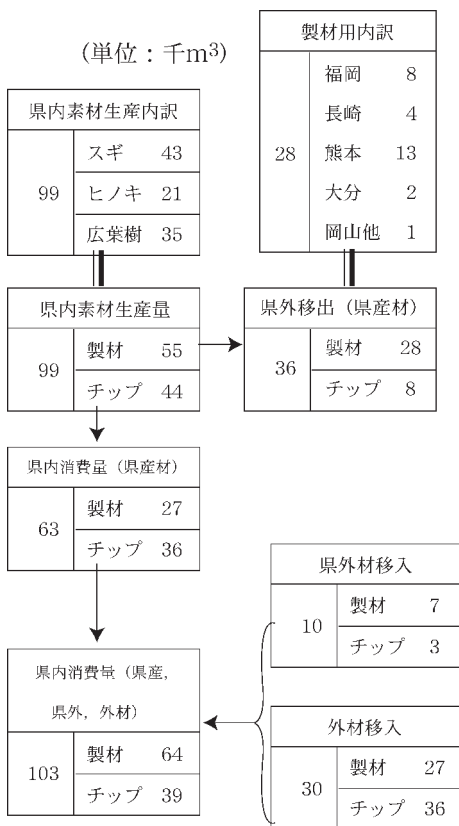 (単位：千m³)
製材用内訳
28
福岡 8
長崎 4
熊本 13
大分 2
岡山他 1
県内素材生産内訳
99
スギ 43
ヒノキ 21
広葉樹 35
県内素材生産量
99
製材 55
チップ 44
県外移出（県産材）
36
製材 28
チップ 8
県内消費量（県産材）
63
製材 27
チップ 36
県外材移入
10
製材 7
チップ 3
県内消費量（県産，
県外，外材）
103
製材 64
チップ 39
外材移入
30
製材 27
チップ 36